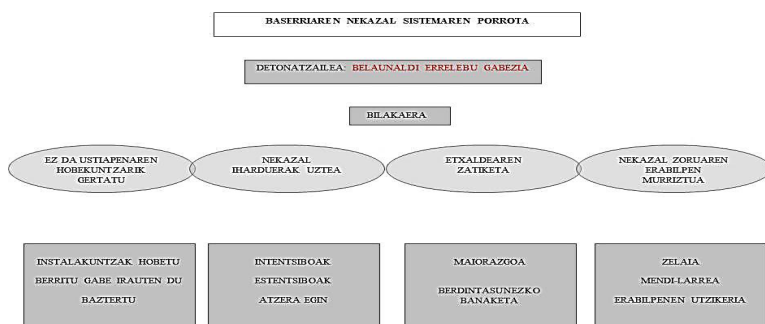 BASERRIAREN NEKAZAL SISTEMAREN PORROTA
DETONATZAILEA: BELAUNALDI ERRELEBU GABEZIA
BILAKAERA
EZ DA USTIAPENAREN
HOBEKUNTZARIK
GERTATU
NEKAZAL
IHARDUERAK UZTEA
ETXALDEAREN
ZATIKETA
NEKAZAL ZORUAREN
ERABILPEN
MURRIZTUA
INSTALAKUNTZAK HOBETU
BERRITU GABE IRAUTEN DU
BAZTERTU
INTENTSIBOAK
ESTENTSIBOAK
ATZERA EGIN
MAIORAZGOA
BERDINTASUNEZKO
BANAKETA
ZELAIA
MENDI-LARREA
ERABILPENEN UTZIKERIA